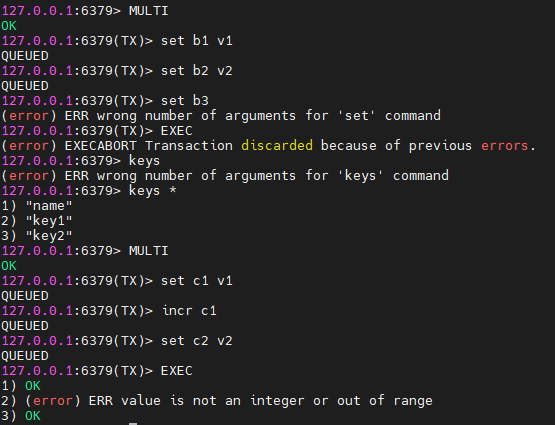 127.0.0.1:6379> MULTI
OK
127.0.0.1:6379(TX)> set b1 v1
QUEUED
127.0.0.1:6379(TX)> set b2 v2
QUEUED
127.0.0.1:6379(TX)> set b3
(error) ERR wrong number of arguments for 'set' command
127.0.0.1:6379(TX)> EXEC
(error) EXECABORT Transaction discarded because of previous errors.
127.0.0.1:6379> keys
(error) ERR wrong number of arguments for 'keys' command
127.0.0.1:6379> keys *
1) "name"
2) "key1"
3) "key2"
127.0.0.1:6379> MULTI
OK
127.0.0.1:6379(TX)> set c1 v1
QUEUED
127.0.0.1:6379(TX)> incr c1
QUEUED
127.0.0.1:6379(TX)> set c2 v2
QUEUED
127.0.0.1:6379(TX)> EXEC
1) OK
2) (error) ERR value is not an integer or out of range
3) OK